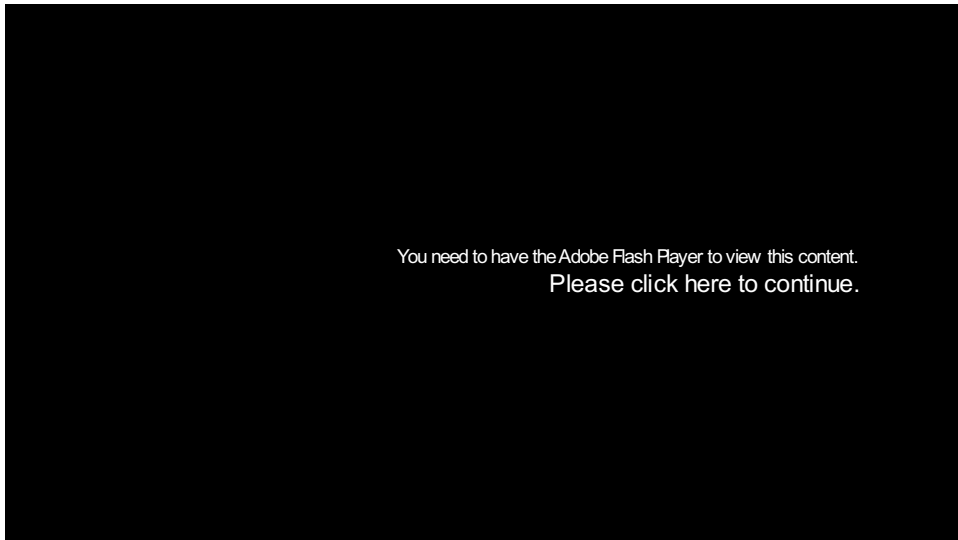 You need to have the Adobe Flash Player to view this content.
Please click here to continue.